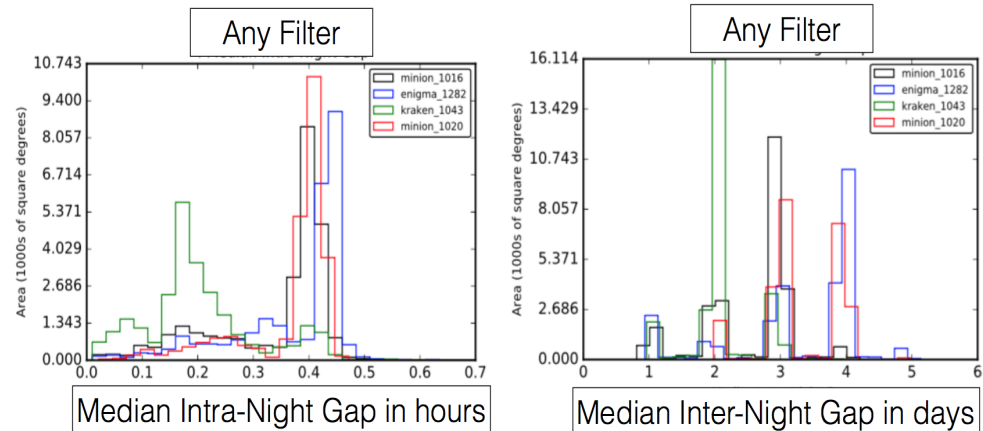 Any Filter
10.743
9.400
8.057
6.714
5.371
4.029
2.686
1.343
0.000
Area (1000s of square degrees)
minion_1016
enigma_1282
kraken_1043
minion_1020
0.0 0.1 0.2 0.3 0.4 0.5 0.6 0.7
Median Intra-Night Gap in hours
Any Filter
16.114
13.429
10.743
8.057
5.371
2.686
0.000
Area (1000s of square degrees)
minion_1016
enigma_1282
kraken_1043
minion_1020
0 1 2 3 4 5 6
Median Inter-Night Gap in days